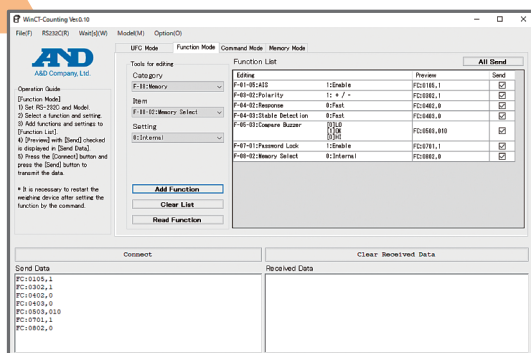 WinCT-Counting Ver.0.10
File(F) RS232C(R) Wait(s)(W) Model(M) Option(O)
AND
A&D Company, Ltd.
Operation Guide
[Function Mode]
1) Set RS-232C and Model.
2) Select a function and setting.
3) Add functions and settings to
[Function List].
4) [Preview] with [Send] checked
is displayed in [Send Data].
5) Press the [Connect] button and
press the [Send] button to
transmit the data.
* It is necessary to restart the
weighing device after setting the
function by the command.
UFC Mode Function Mode Command Mode Memory Mode
Tools for editing
Category
F-08:Memory
Item
F-08-02:Memory Select
Setting
0:Internal
Add Function
Clear List
Read Function
Function List All Send
Editing Preview Send
F-01-05:AIS 1:Enable FC:0105,1
F-03-02:Polarity 1: + / - FC:0302,1
F-04-02:Response 0:Fast FC:0402,0
F-04-03:Stable Detection 0:Fast FC:0403,0
F-05-03:Compare Buzzer [0]LO
[1]OK FC:0503,010
[0]HI
F-07-01:Password Lock 1:Enable FC:0701,1
F-08-02:Memory Select 0:Internal FC:0802,0
Connect Clear Received Data
Send Data Received Data
FC:0105,1
FC:0302,1
FC:0402,0
FC:0403,0
FC:0503,010
FC:0701,1
FC:0802,0